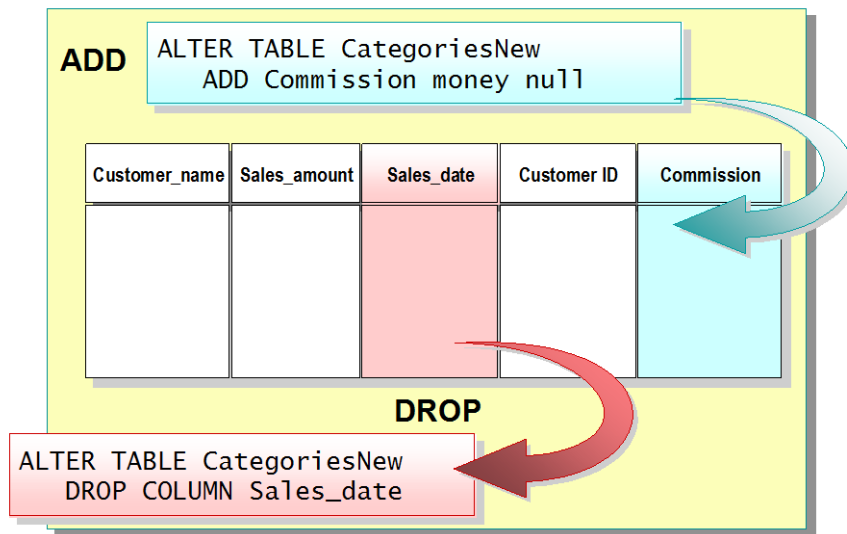 ADD
ALTER TABLE CategoriesNew
ADD Commission money null
Customer_name Sales_amount Sales_date Customer ID Commission
DROP
ALTER TABLE CategoriesNew
DROP COLUMN Sales_date